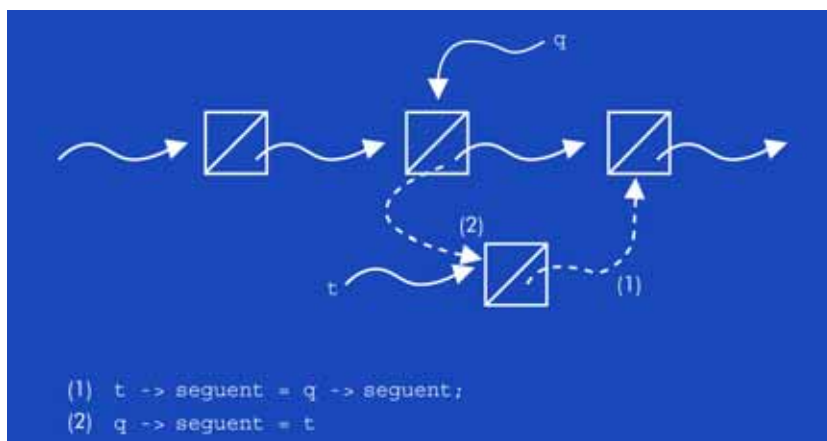 q
(2)
t
(1)
(1) t -> seguent = q -> seguent;
(2) q -> seguent = t